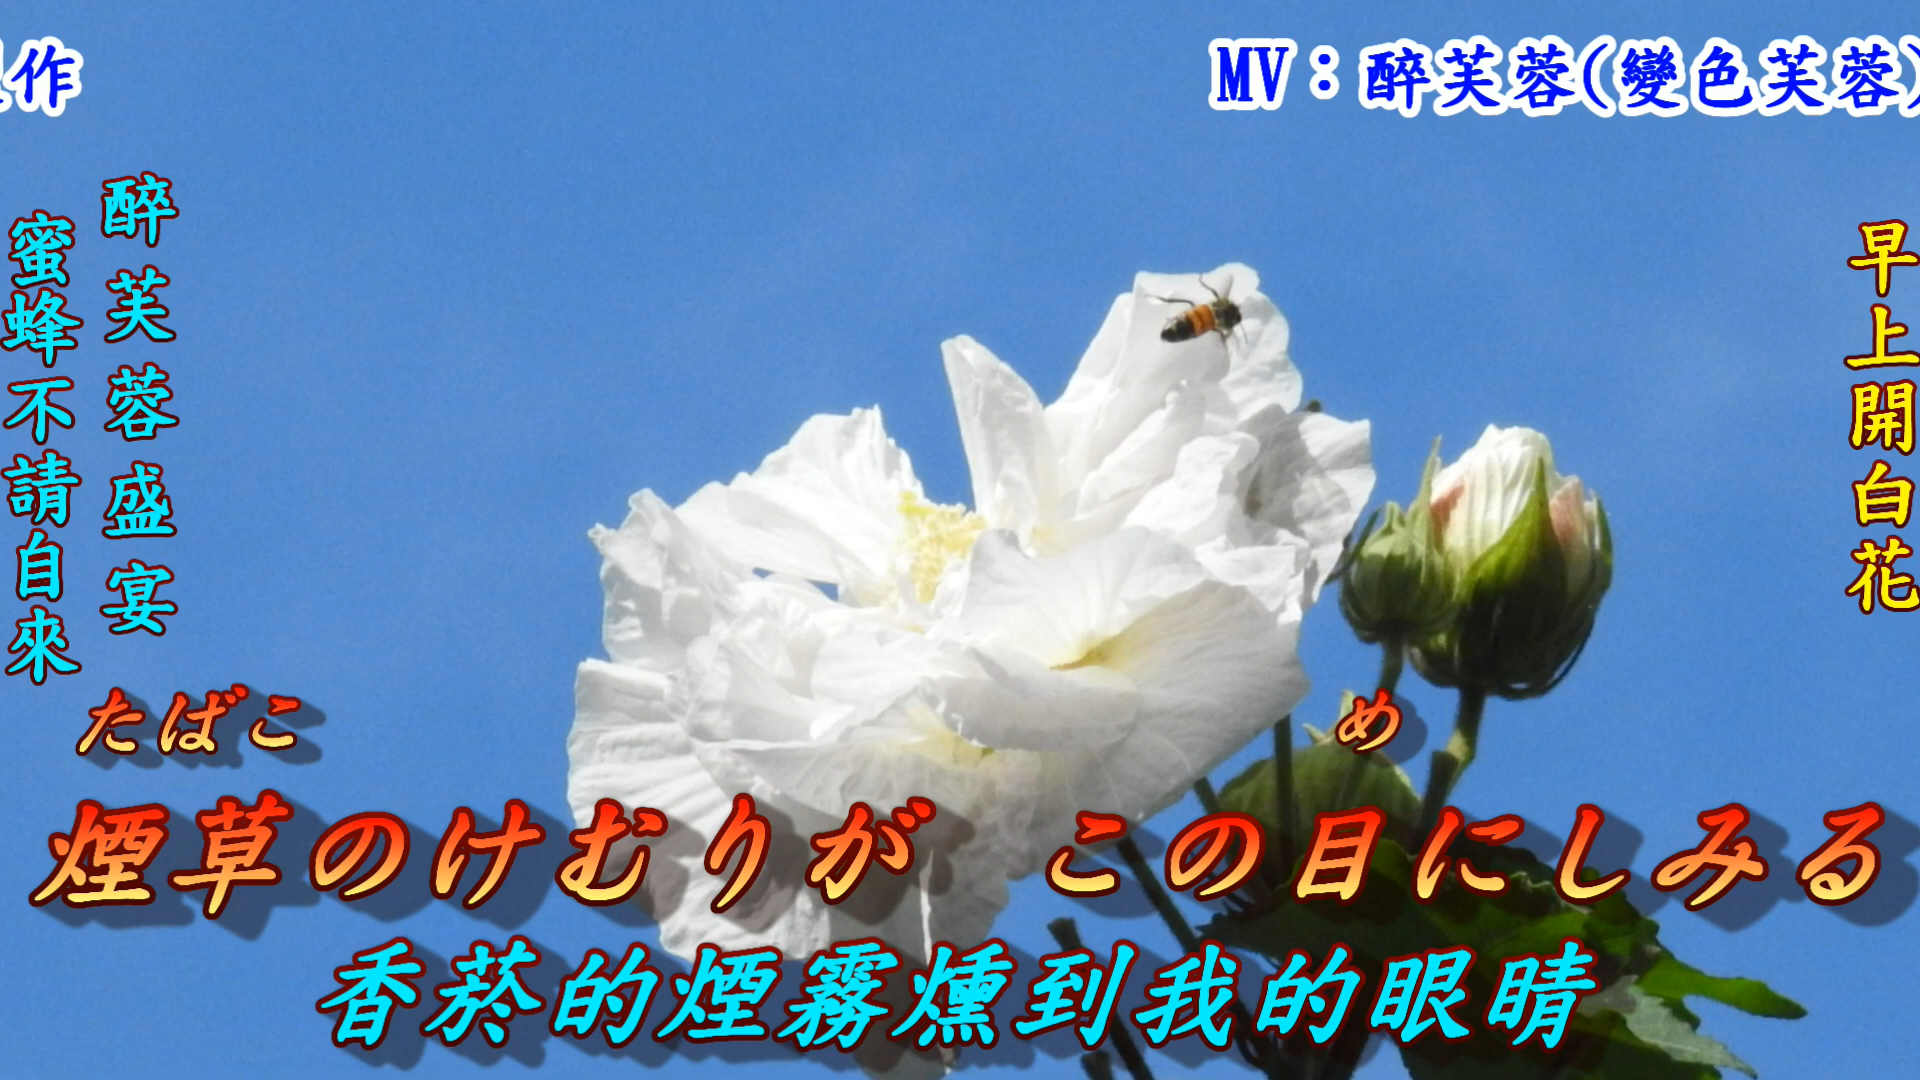 作
MV：醉芙蓉(變色芙蓉)
醉芙蓉盛宴
蜜蜂不請自來
早上開白花
たばこ
め
煙草のけむりが この目にしみる
香菸的煙霧燻到我的眼睛